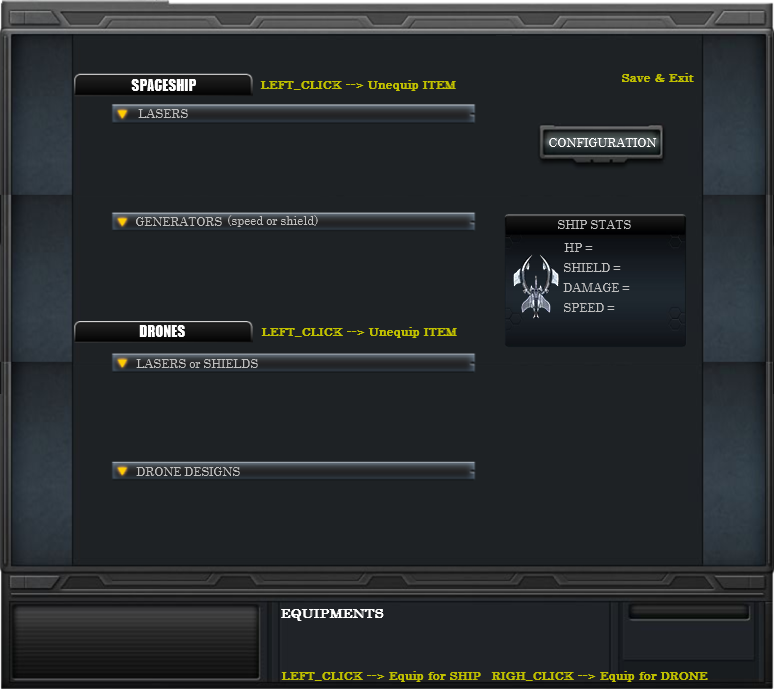 SPACESHIP LEFT_CLICK --> Unequip ITEM
Save & Exit
LASERS
CONFIGURATION
GENERATORS (speed or shield)
SHIP STATS
HP =
SHIELD =
DAMAGE =
SPEED =
DRONES LEFT_CLICK --> Unequip ITEM
LASERS or SHIELDS
DRONE DESIGNS
EQUIPMENTS
LEFT_CLICK --> Equip for SHIP RIGH_CLICK --> Equip for DRONE